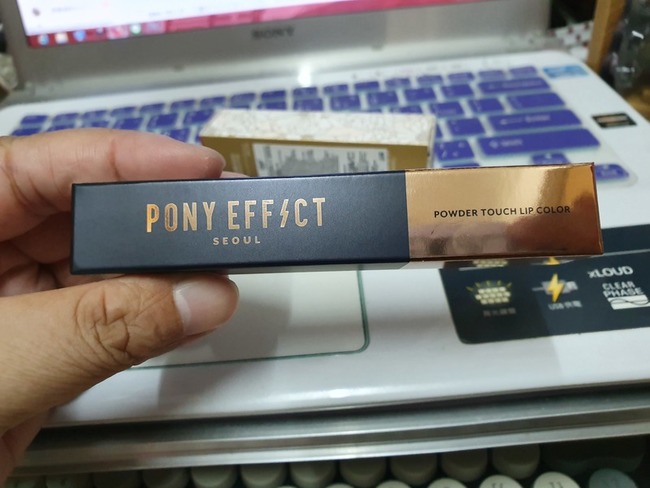 SONY
PONY EFFECT
SEOUL
POWDER TOUCH LIP COLOR
xLOUD
CLEAR
PHASE